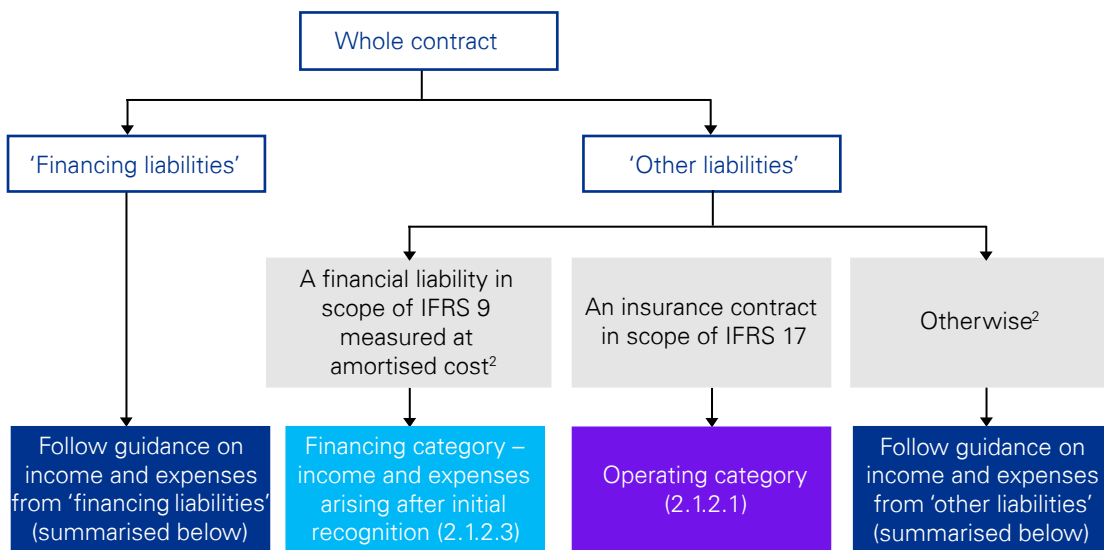 Whole contract
‘Financing liabilities’
‘Other liabilities’
A financial liability in
scope of IFRS 9
measured at
amortised cost²
An insurance contract
in scope of IFRS 17
Otherwise²
Follow guidance on
income and expenses
from ‘financing liabilities’
(summarised below)
Financing category –
income and expenses
arising after initial
recognition (2.1.2.3)
Operating category
(2.1.2.1)
Follow guidance on
income and expenses
from ‘other liabilities’
(summarised below)